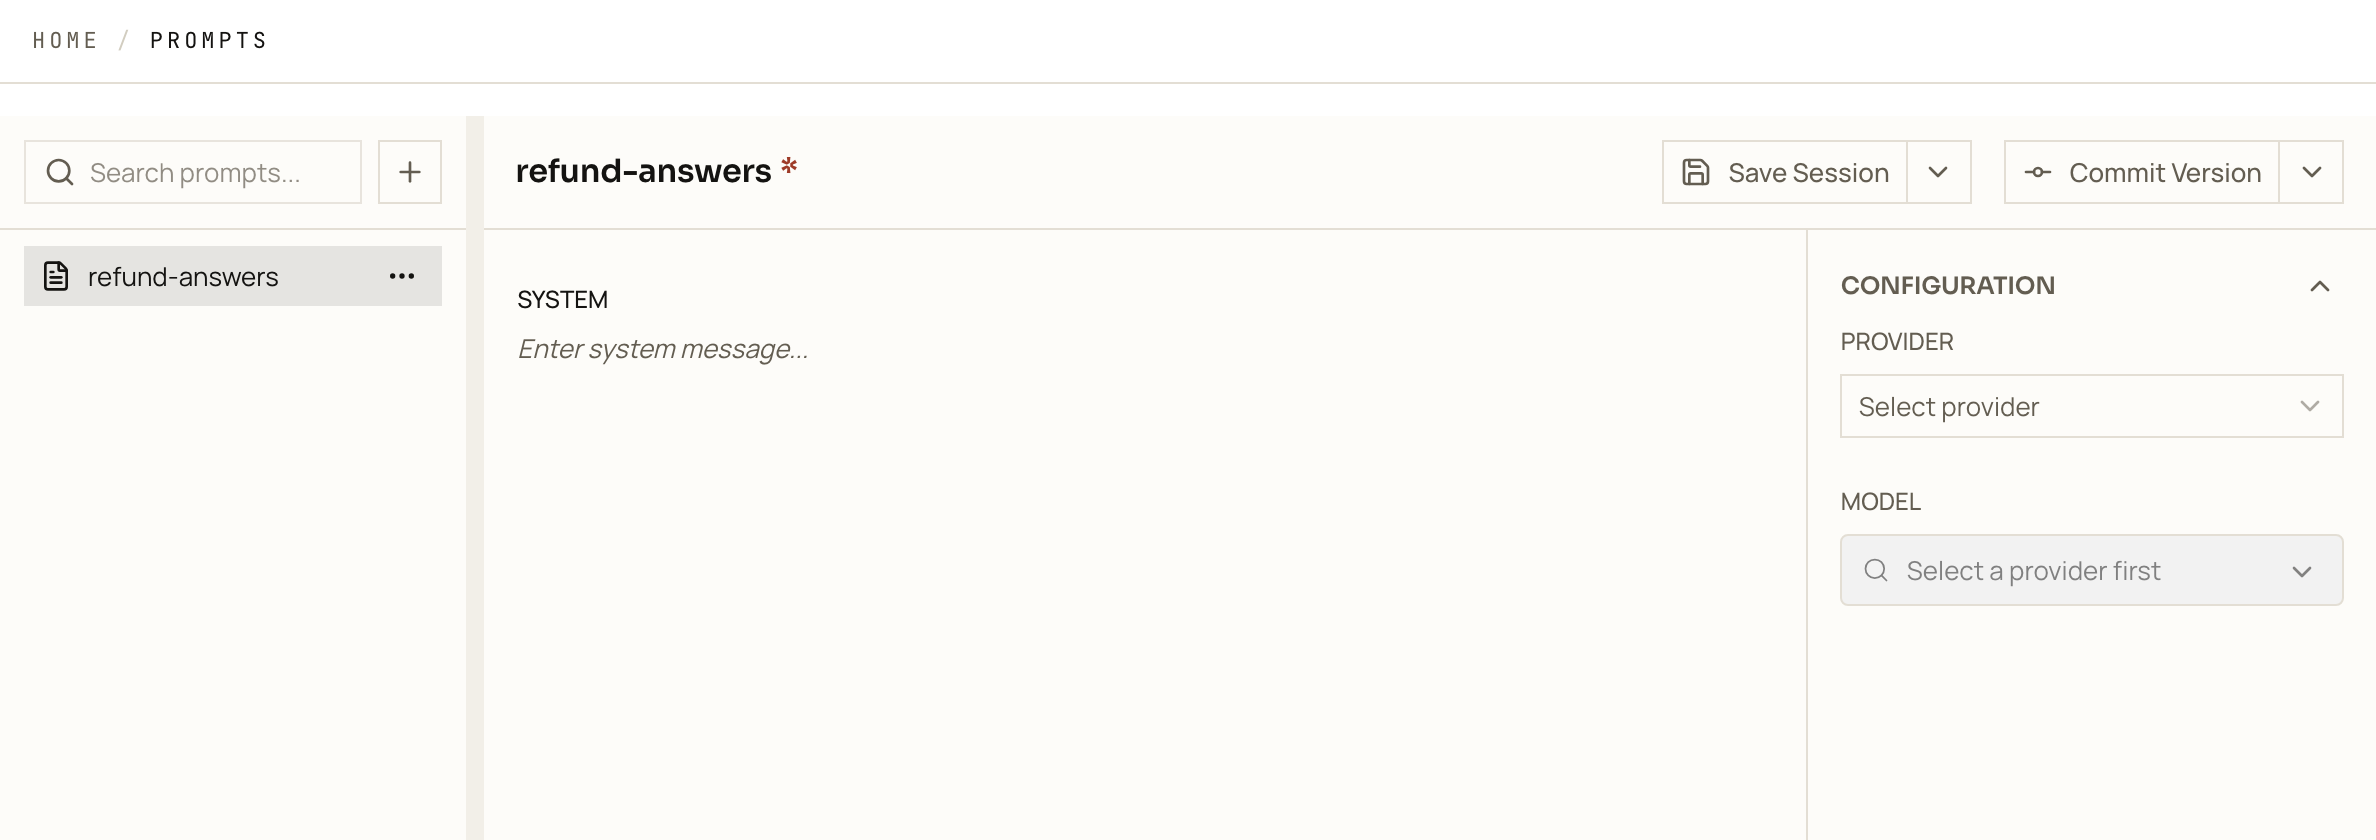 HOME / PROMPTS
Search prompts...
refund-answers
refund-answers *
Save Session
Commit Version
SYSTEM
Enter system message...
CONFIGURATION
PROVIDER
Select provider
MODEL
Select a provider first